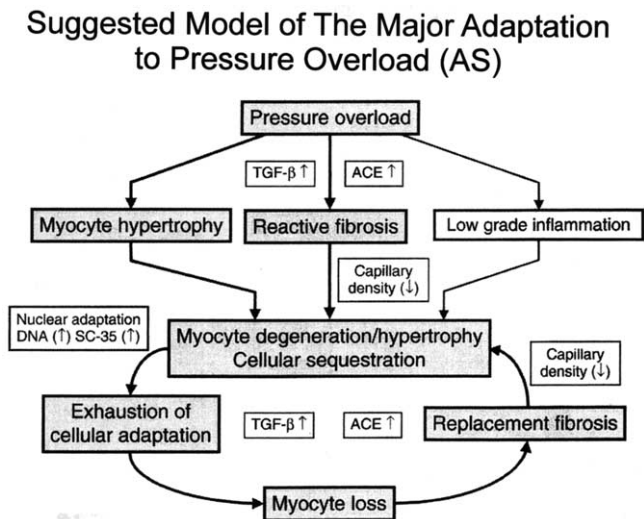 Suggested Model of The Major Adaptation
to Pressure Overload (AS)
Pressure overload
TGF-β ↑
ACE ↑
Myocyte hypertrophy
Reactive fibrosis
Low grade inflammation
Capillary
density (↓)
Nuclear adaptation
DNA (↑) SC-35 (↑)
Myocyte degeneration/hypertrophy
Cellular sequestration
Capillary
density (↓)
Exhaustion of
cellular adaptation
TGF-β ↑
ACE ↑
Replacement fibrosis
Myocyte loss